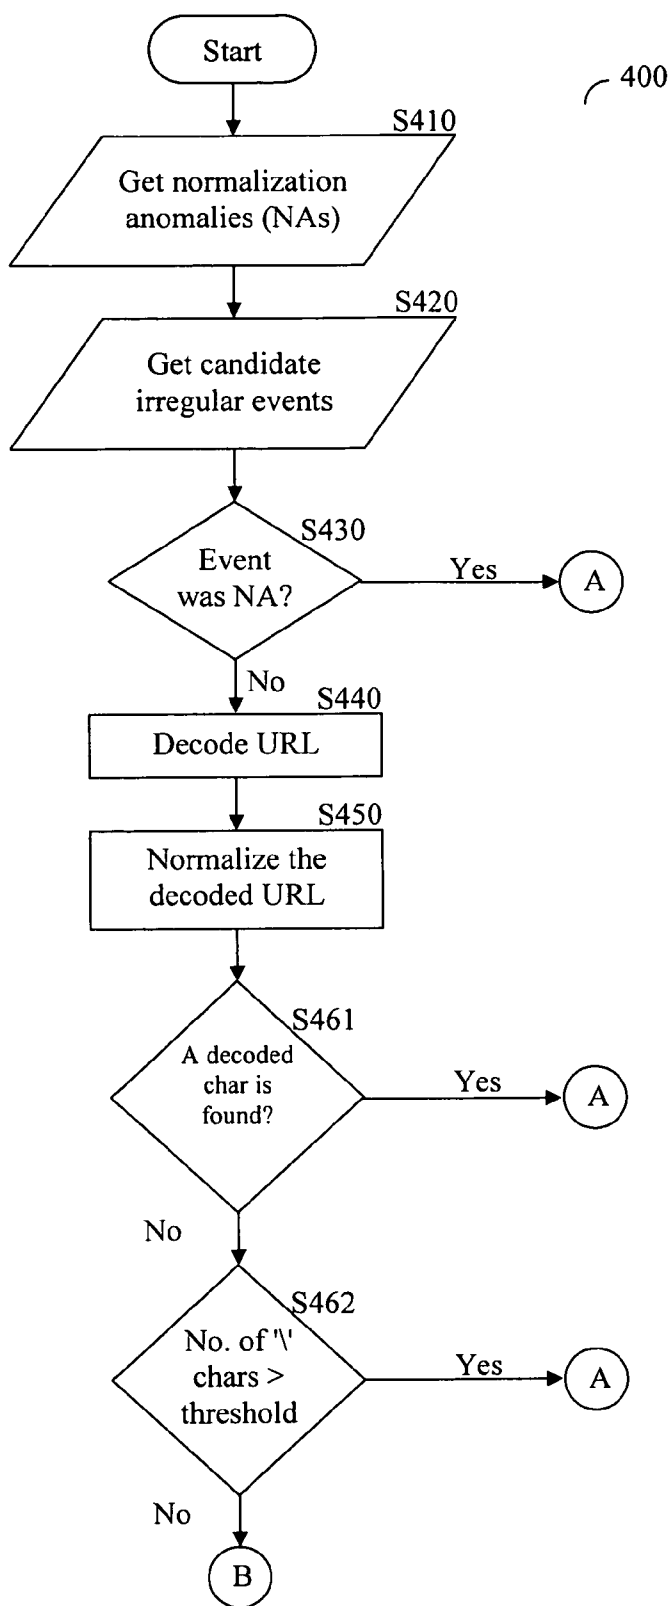 Start
400
S410
Get normalization
anomalies (NAs)
S420
Get candidate
irregular events
S430
Event
was NA?
Yes
A
No
S440
Decode URL
S450
Normalize the
decoded URL
S461
A decoded
char is
found?
Yes
A
No
S462
No. of '\'
chars >
threshold
Yes
A
No
B